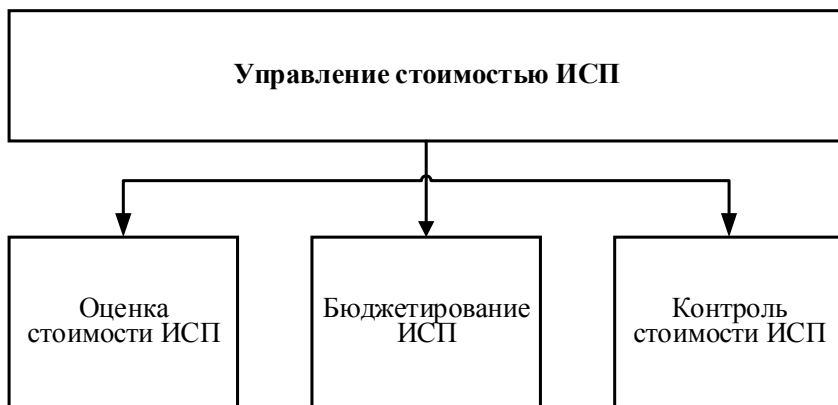 Управление стоимостью ИСП
Оценка
стоимости ИСП
Бюджетирование
ИСП
Контроль
стоимости ИСП